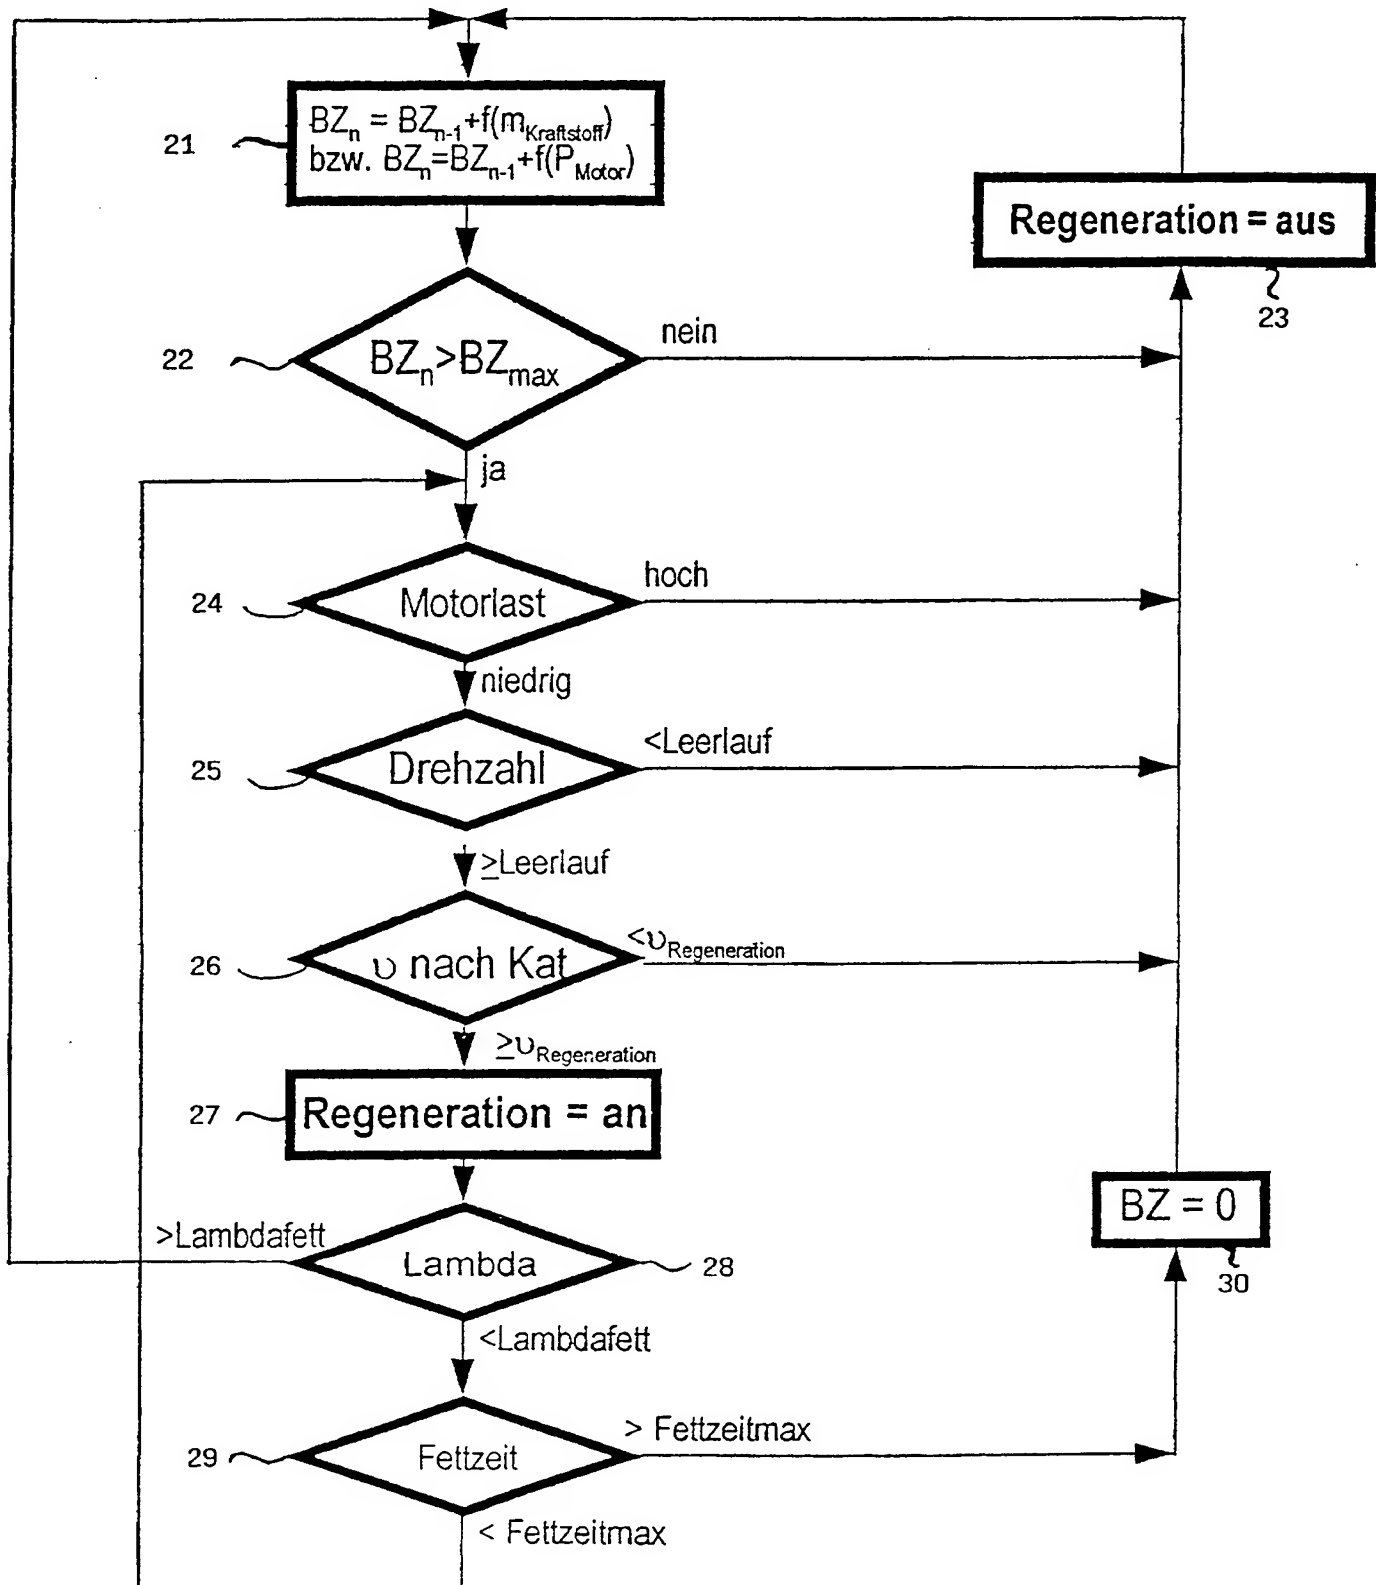 21
BZn = BZn-1+f(mKraftstoff)
bzw. BZn=BZn-1+f(PMotor)
Regeneration = aus
23
22
BZn>BZmax
nein
ja
24
Motorlast
hoch
niedrig
25
Drehzahl
<Leerlauf
≥Leerlauf
26
υ nach Kat
<υRegeneration
≥υRegeneration
27
Regeneration = an
BZ = 0
30
>Lambdafett
Lambda
28
<Lambdafett
29
Fettzeit
> Fettzeitmax
< Fettzeitmax